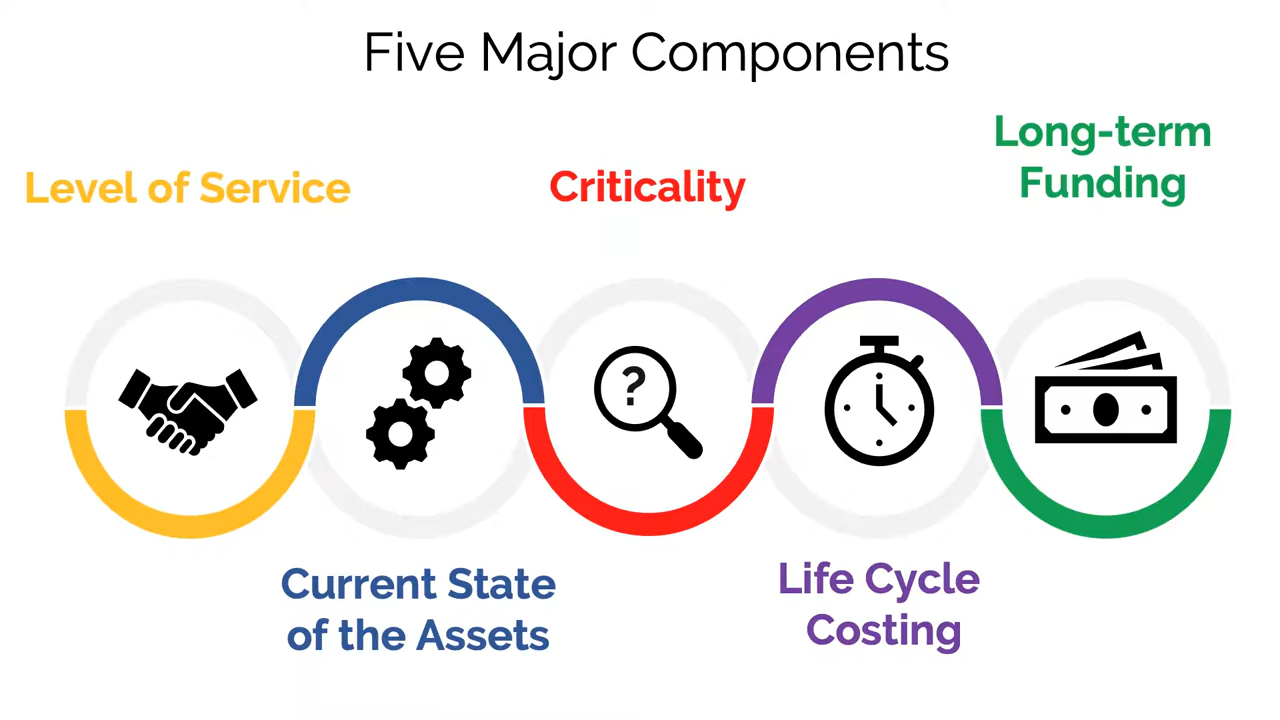 Five Major Components
Level of Service
Current State
of the Assets
Criticality
?
Life Cycle
Costing
Long-term
Funding